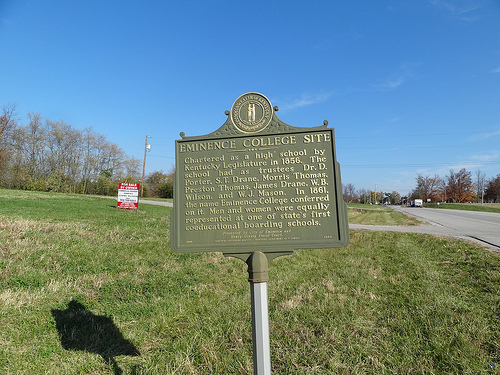 EMINENCE COLLEGE SITE
Chartered as a high school by
Kentucky Legislature in 1856. The
school had as trustees Dr. D.
Porter, S.T. Drane, Morris Thomas,
Preston Thomas, James Drane, W.B.
Wilson, and W.J. Mason. In 1861,
the name Eminence College conferred
on it. Men and women were equally
represented at one of state's first
coeducational boarding schools.
FOR SALE